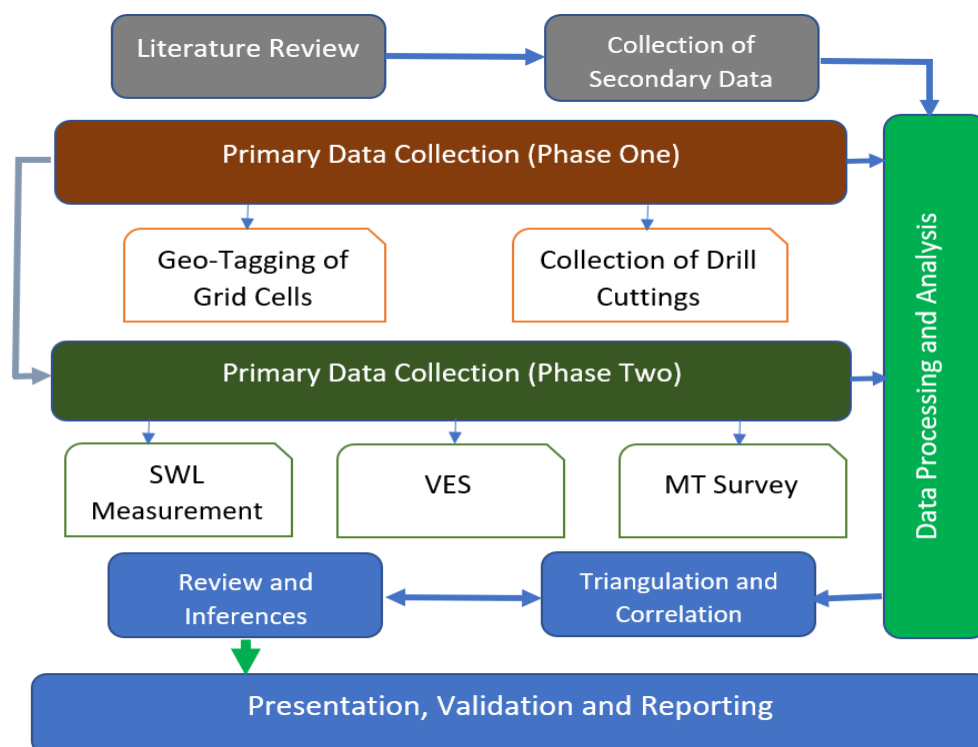 Literature Review
Collection of
Secondary Data
Primary Data Collection (Phase One)
Geo-Tagging of
Grid Cells
Collection of Drill
Cuttings
Primary Data Collection (Phase Two)
SWL
Measurement
VES
MT Survey
Data Processing and Analysis
Review and
Inferences
Triangulation and
Correlation
Presentation, Validation and Reporting